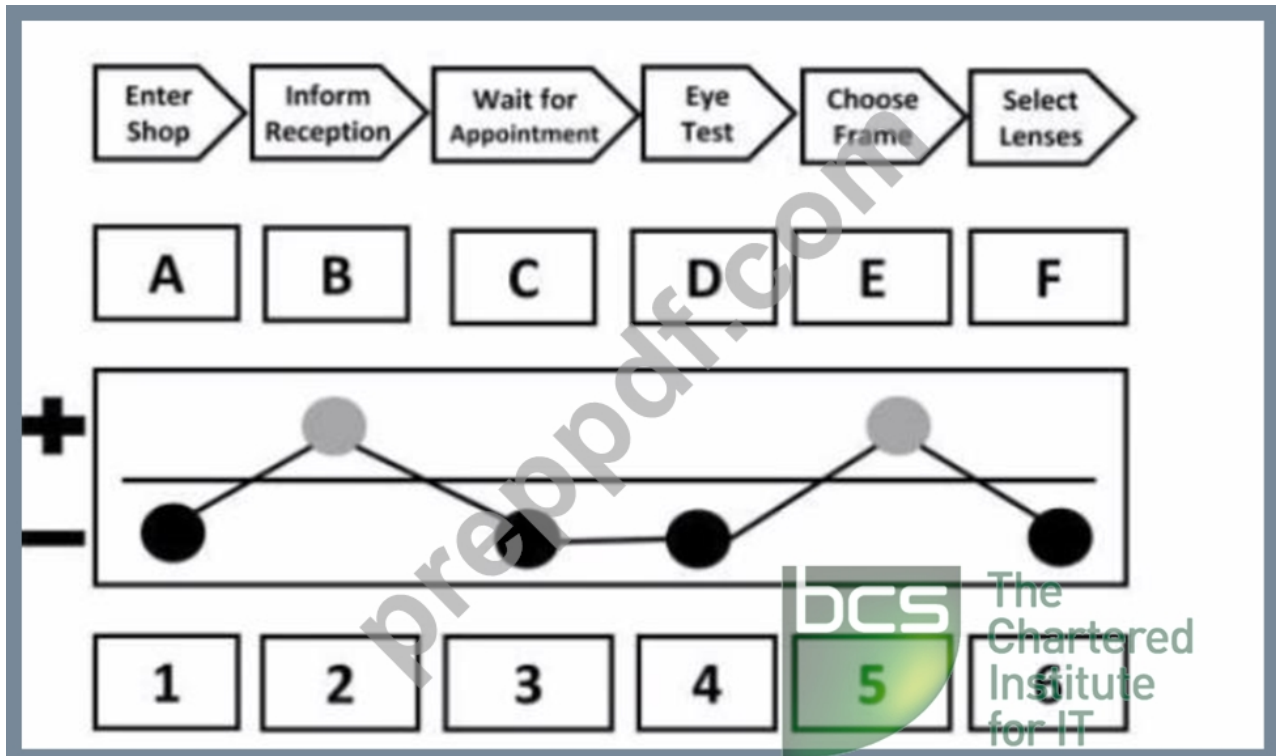 Enter
Shop
Inform
Reception
Wait for
Appointment
Eye
Test
Choose
Frame
Select
Lenses
A
B
C
D
E
F
+
−
1
2
3
4
5
6
preppdf.com
bcs
The
Chartered
Institute
for IT